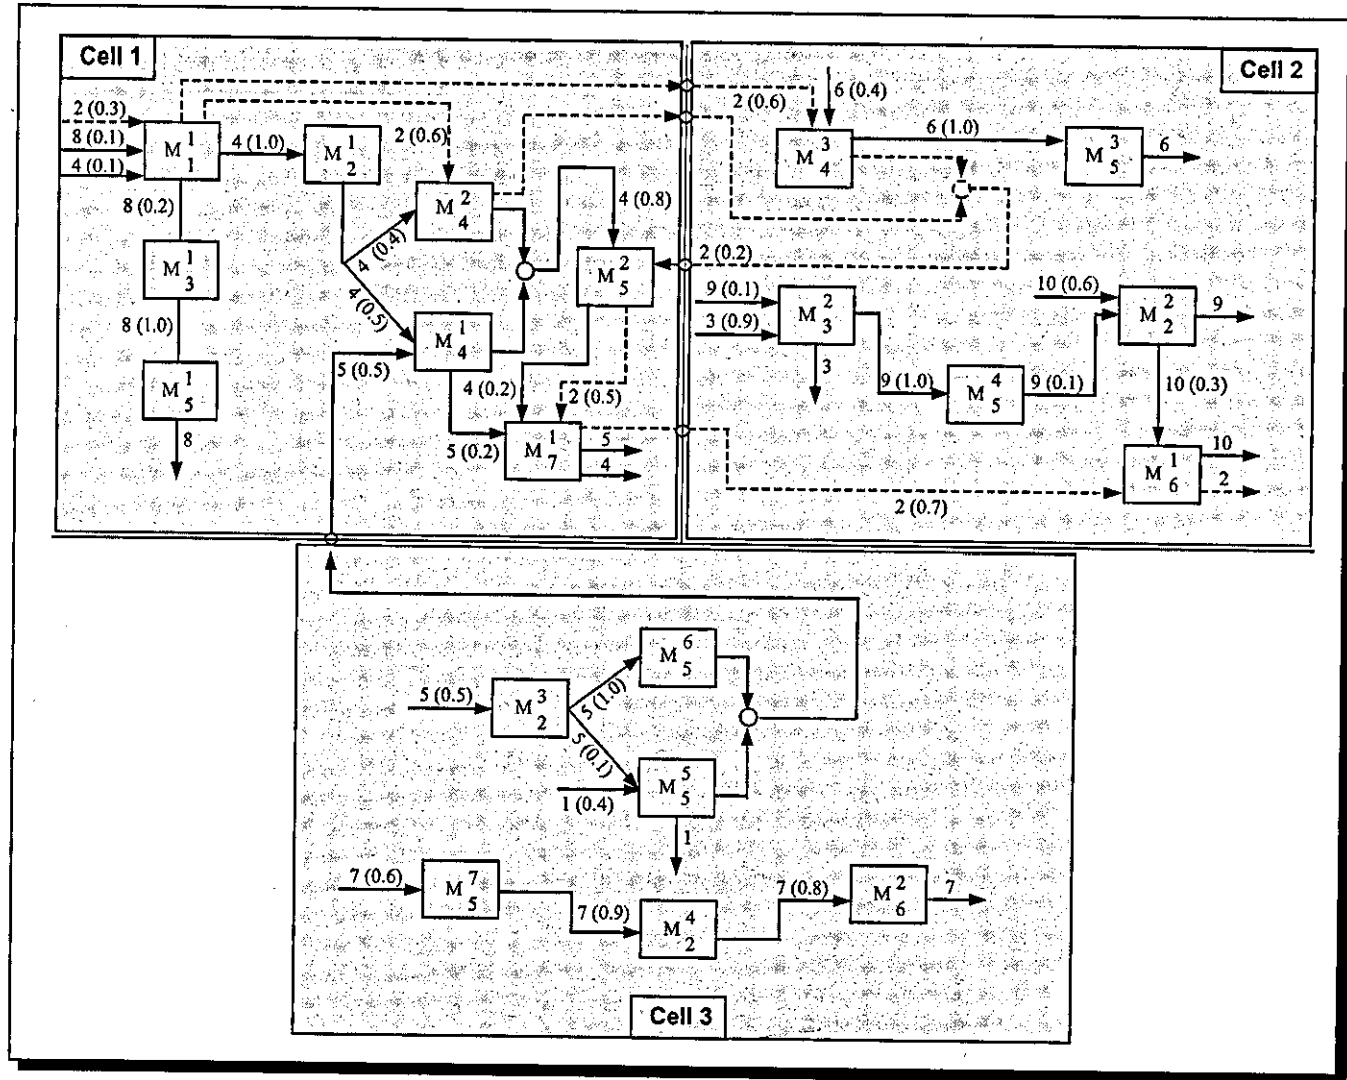 Cell 1
2 (0.3)
8 (0.1)
4 (0.1)
M 1 1
4 (1.0)
M 1 2
2 (0.6)
M 2 4
8 (0.2)
M 1 3
8 (1.0)
M 1 5
8
4 (0.4)
4 (0.5)
4 (0.8)
M 2 5
M 1 4
5 (0.5)
4 (0.2)
2 (0.5)
5 (0.2)
M 1 7
5
4
Cell 2
2 (0.6)
6 (0.4)
M 3 4
6 (1.0)
M 3 5
6
2 (0.2)
9 (0.1)
3 (0.9)
M 2 3
3
9 (1.0)
M 4 5
9 (0.1)
10 (0.6)
M 2 2
9
10 (0.3)
M 1 6
10
2
2 (0.7)
5 (0.5)
M 3 2
5 (1.0)
5 (0.1)
M 6 5
1 (0.4)
M 5 5
1
7 (0.6)
M 7 5
7 (0.9)
M 4 2
7 (0.8)
M 2 6
7
Cell 3